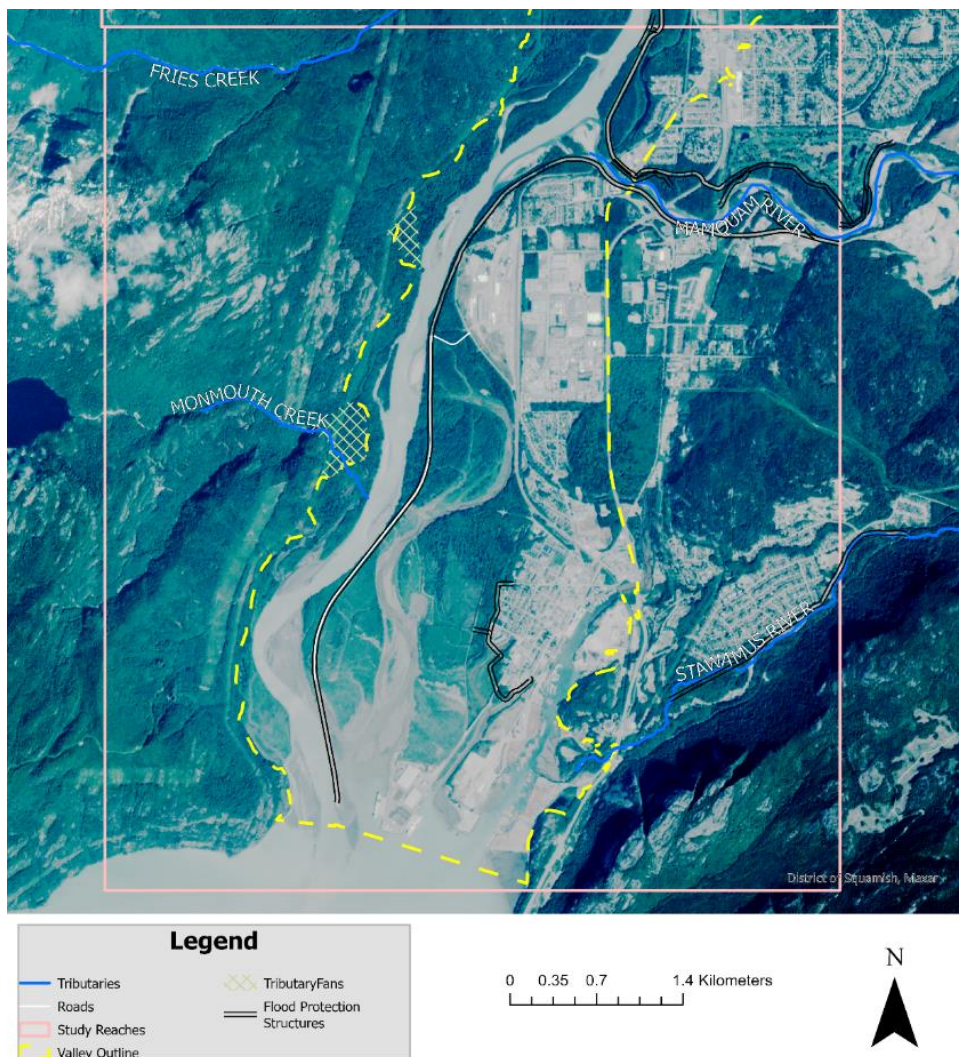 FRIES CREEK
MAMQUAM RIVER
MONMOUTH CREEK
STAWAMUS RIVER
District of Squamish, Maxar
Legend
Tributaries
Roads
Study Reaches
Valley Outline
TributaryFans
Flood Protection
Structures
0 0.35 0.7 1.4 Kilometers
N